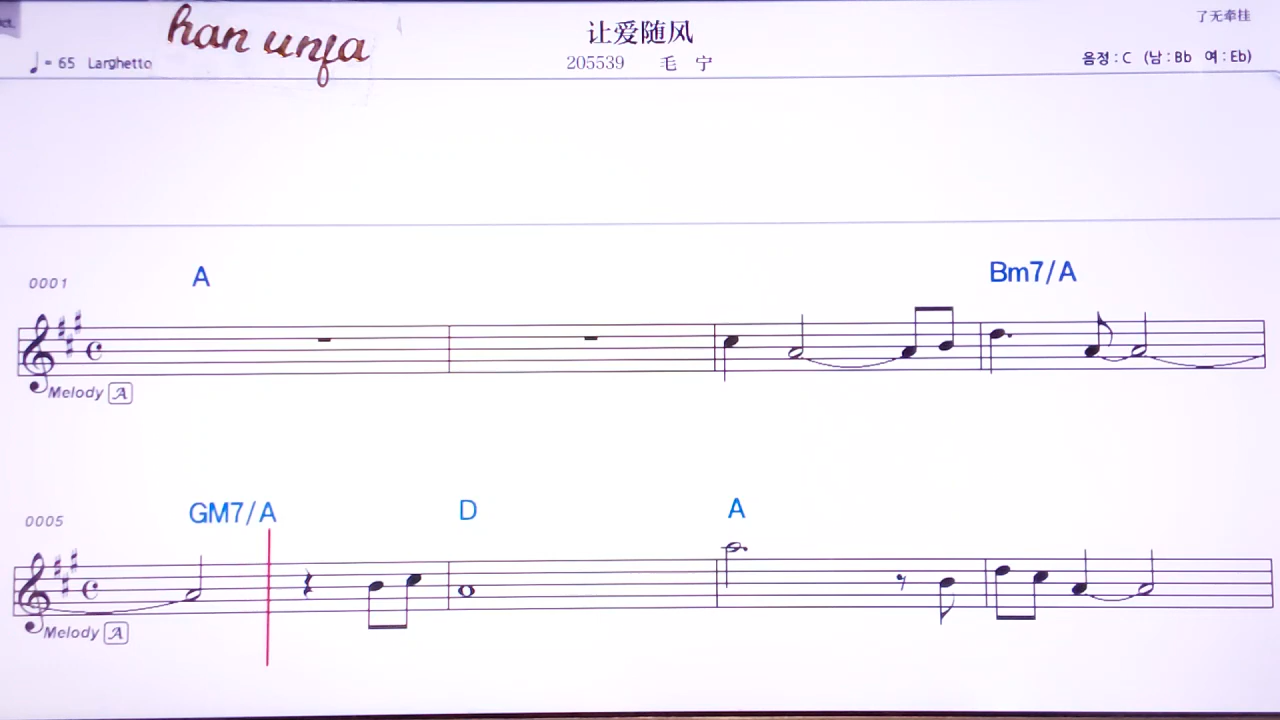 han unfa
让爱随风
了无牵挂
♩= 65 Larghetto
205539 毛 宁
음정 : C (남 : Bb 여 : Eb)
0001
A
Bm7/A
Melody A
0005
GM7/A
D
A
Melody A